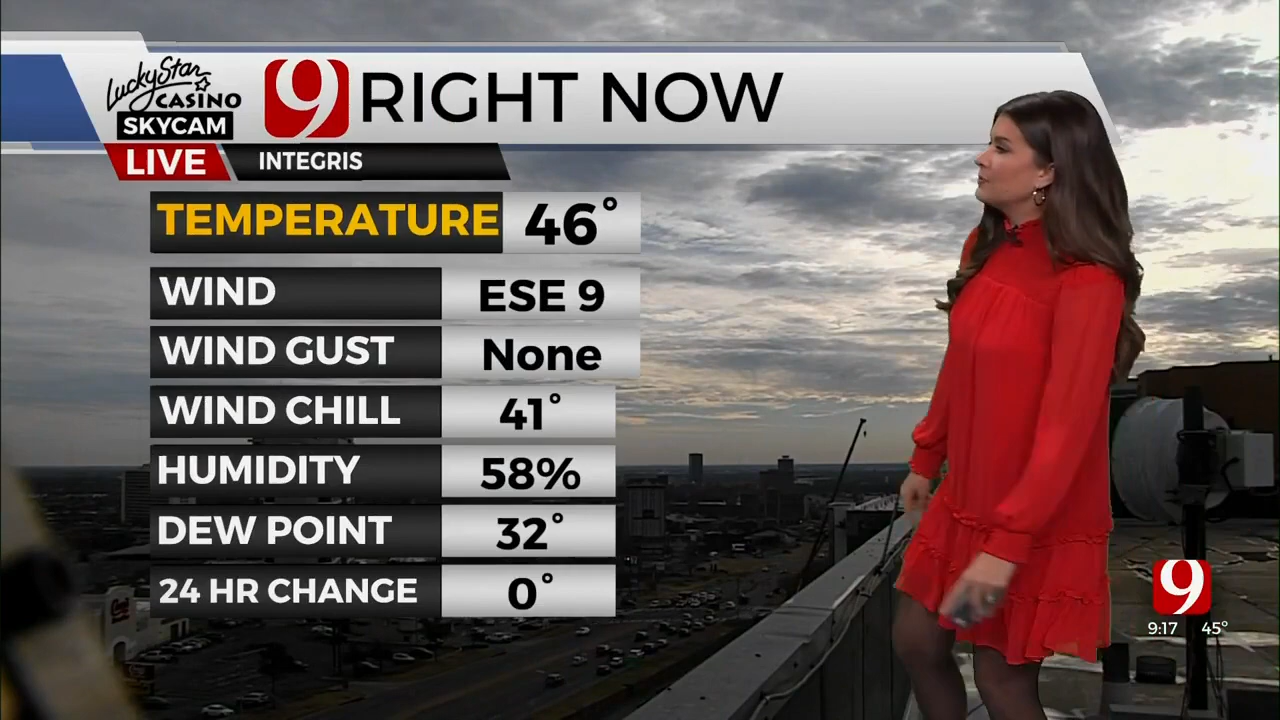 Lucky Star
CASINO
SKYCAM
9 RIGHT NOW
LIVE INTEGRIS
TEMPERATURE 46°
WIND ESE 9
WIND GUST None
WIND CHILL 41°
HUMIDITY 58%
DEW POINT 32°
24 HR CHANGE 0°
9
9:17 45°